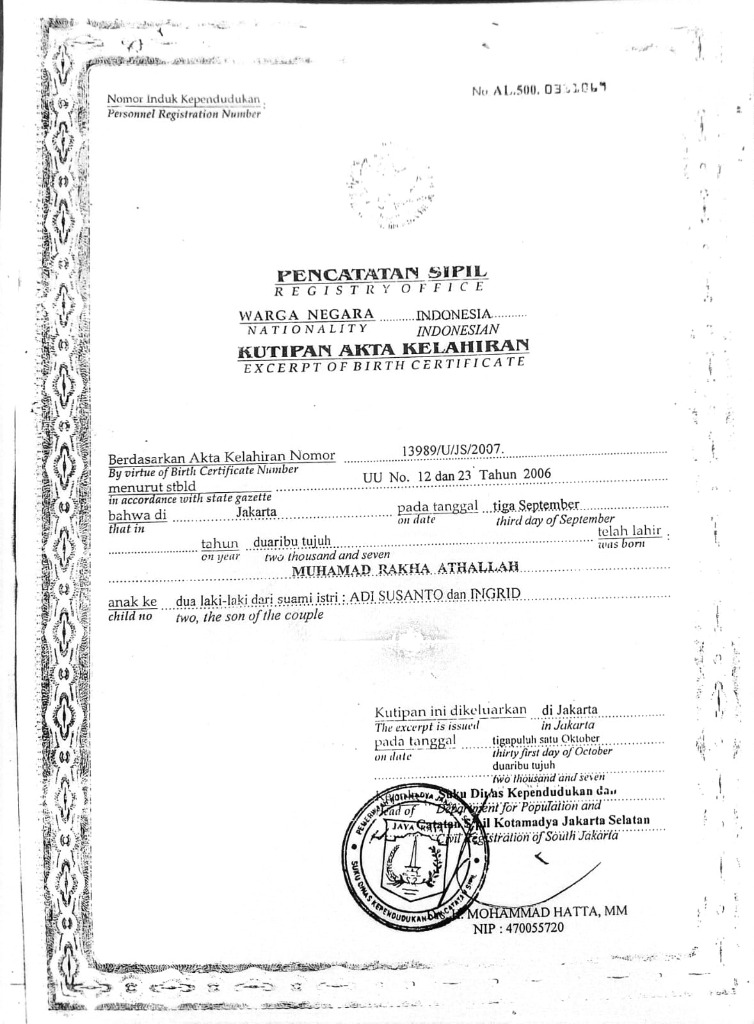 No AL.500.
Nomor Induk Kependudukan :
Personnel Registration Number
PENCATATAN SIPIL
REGISTRY OFFICE
WARGA NEGARA ..........INDONESIA..........
NATIONALITY INDONESIAN
KUTIPAN AKTA KELAHIRAN
EXCERPT OF BIRTH CERTIFICATE
Berdasarkan Akta Kelahiran Nomor 13989/U/JS/2007.
By virtue of Birth Certificate Number
menurut stbld UU No. 12 dan 23 Tahun 2006
in accordance with state gazette
bahwa di Jakarta pada tanggal tiga September
that in on date third day of September
tahun duaribu tujuh telah lahir :
on year two thousand and seven was born
MUHAMAD RAKHA ATHALLAH
anak ke dua laki-laki dari suami istri : ADI SUSANTO dan INGRID
child no two, the son of the couple
Kutipan ini dikeluarkan di Jakarta
The excerpt is issued in Jakarta
pada tanggal tigapuluh satu Oktober
on date thirty first day of October
duaribu tujuh
two thousand and seven
Suku Dinas Kependudukan dan
Head of Department for Population and
Catatan Sipil Kotamadya Jakarta Selatan
Civil Registration of South Jakarta
JAYA RAYA
SUKU DINAS KEPENDUDUKAN DAN CATATAN SIPIL
MOHAMMAD HATTA, MM
NIP : 470055720